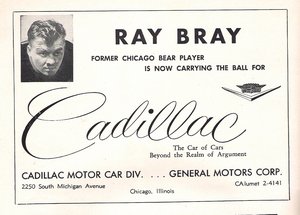 RAY BRAY
FORMER CHICAGO BEAR PLAYER
IS NOW CARRYING THE BALL FOR
Cadillac
The Car of Cars
Beyond the Realm of Argument
CADILLAC MOTOR CAR DIV. . . . GENERAL MOTORS CORP.
2250 South Michigan Avenue CAlumet 2-4141
Chicago, Illinois